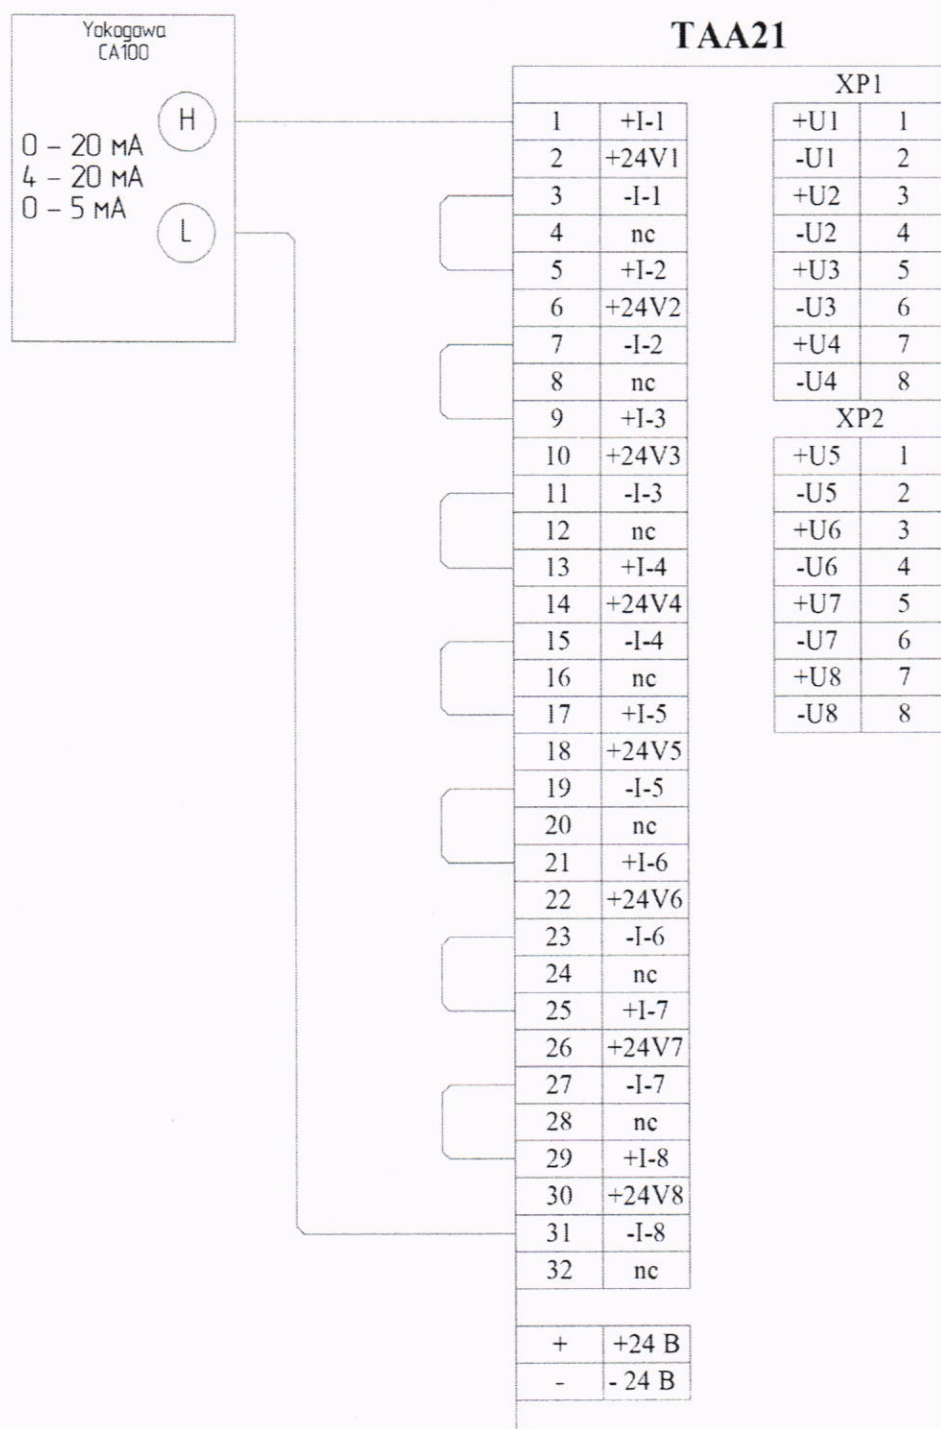 Yokogawa
CA100
H
0 – 20 мА
4 – 20 мА
0 – 5 мА
L
TAA21
1 +I-1
2 +24V1
3 -I-1
4 nc
5 +I-2
6 +24V2
7 -I-2
8 nc
9 +I-3
10 +24V3
11 -I-3
12 nc
13 +I-4
14 +24V4
15 -I-4
16 nc
17 +I-5
18 +24V5
19 -I-5
20 nc
21 +I-6
22 +24V6
23 -I-6
24 nc
25 +I-7
26 +24V7
27 -I-7
28 nc
29 +I-8
30 +24V8
31 -I-8
32 nc
+ +24 В
- - 24 В
XP1
+U1 1
-U1 2
+U2 3
-U2 4
+U3 5
-U3 6
+U4 7
-U4 8
XP2
+U5 1
-U5 2
+U6 3
-U6 4
+U7 5
-U7 6
+U8 7
-U8 8